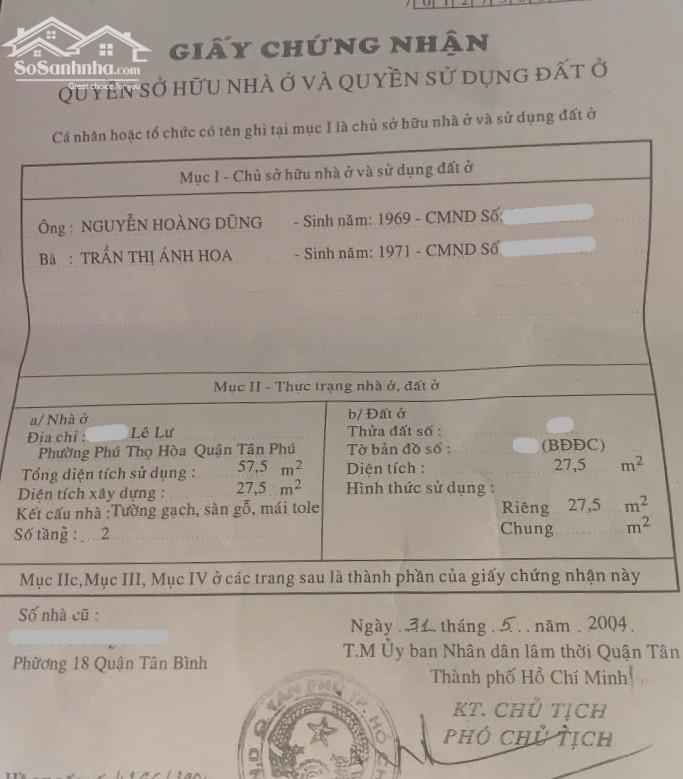 SoSanhnha.com
Great choice for you
GIẤY CHỨNG NHẬN
QUYỀN SỞ HỮU NHÀ Ở VÀ QUYỀN SỬ DỤNG ĐẤT Ở
Cá nhân hoặc tổ chức có tên ghi tại mục I là chủ sở hữu nhà ở và sử dụng đất ở
Mục I - Chủ sở hữu nhà ở và sử dụng đất ở
Ông : NGUYỄN HOÀNG DŨNG - Sinh năm: 1969 - CMND Số:
Bà : TRẦN THỊ ÁNH HOA - Sinh năm: 1971 - CMND Số
Mục II - Thực trạng nhà ở, đất ở
a/ Nhà ở
Địa chỉ : Lê Lư
Phường Phú Thọ Hòa Quận Tân Phú
Tổng diện tích sử dụng : 57,5 m2
Diện tích xây dựng : 27,5 m2
Kết cấu nhà : Tường gạch, sàn gỗ, mái tole
Số tầng : 2
b/ Đất ở
Thửa đất số :
Tờ bản đồ số : (BĐĐC)
Diện tích : 27,5 m2
Hình thức sử dụng :
Riêng 27,5 m2
Chung m2
Mục IIc, Mục III, Mục IV ở các trang sau là thành phần của giấy chứng nhận này
Số nhà cũ :
Phường 18 Quận Tân Bình
Ngày 31 tháng 5 năm 2004.
T.M Ủy ban Nhân dân lâm thời Quận Tân
Thành phố Hồ Chí Minh
KT. CHỦ TỊCH
PHÓ CHỦ TỊCH
Q. TÂN PHÚ T.P. HỒ CH